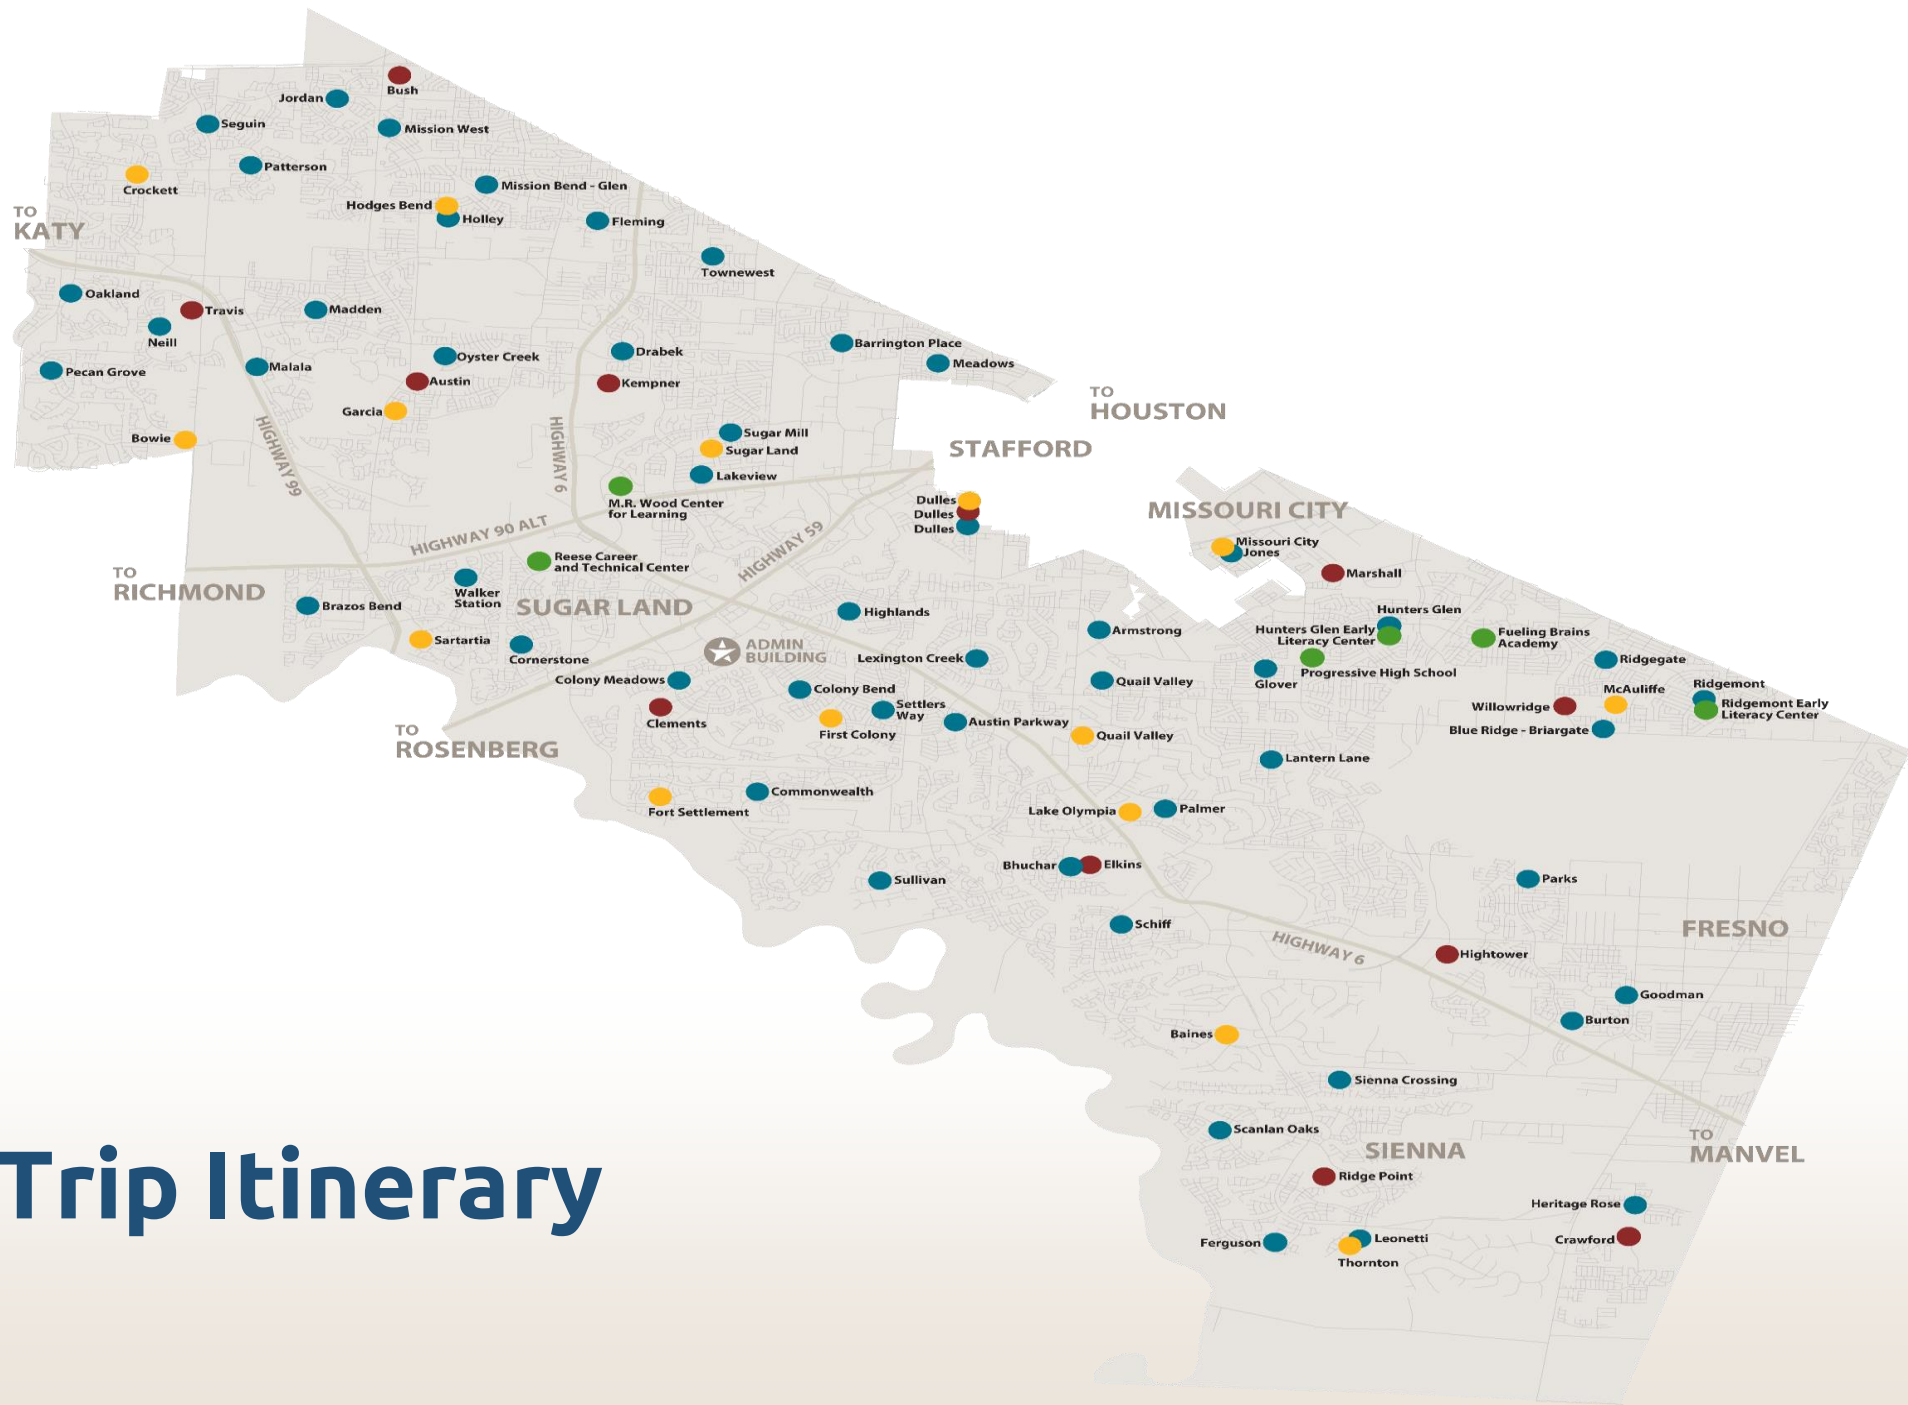 Bush
Jordan
Seguin
Mission West
Patterson
Crockett
Mission Bend - Glen
Hodges Bend
Holley
Fleming
TO
KATY
Townewest
Oakland
Travis
Madden
Neill
Barrington Place
Oyster Creek
Drabek
Meadows
Pecan Grove
Malala
Austin
Kempner
TO
HOUSTON
Garcia
Bowie
HIGHWAY 99
HIGHWAY 6
Sugar Mill
Sugar Land
STAFFORD
Lakeview
M.R. Wood Center
for Learning
Dulles
Dulles
Dulles
MISSOURI CITY
HIGHWAY 90 ALT
HIGHWAY 59
Missouri City
Jones
Reese Career
and Technical Center
Marshall
TO
RICHMOND
Walker
Station
Brazos Bend
SUGAR LAND
Highlands
Hunters Glen
Armstrong
Hunters Glen Early
Literacy Center
Fueling Brains
Academy
Sartartia
Cornerstone
ADMIN
BUILDING
Lexington Creek
Ridgegate
Progressive High School
Glover
Colony Meadows
Colony Bend
Quail Valley
Ridgemont
McAuliffe
Settlers
Way
Willowridge
Ridgemont Early
Literacy Center
Clements
First Colony
Austin Parkway
Quail Valley
Blue Ridge - Briargate
TO
ROSENBERG
Lantern Lane
Commonwealth
Fort Settlement
Lake Olympia
Palmer
Bhuchar
Elkins
Sullivan
Parks
Schiff
FRESNO
HIGHWAY 6
Hightower
Goodman
Burton
Baines
Sienna Crossing
Scanlan Oaks
SIENNA
TO
MANVEL
Ridge Point
Trip Itinerary
Heritage Rose
Ferguson
Leonetti
Crawford
Thornton